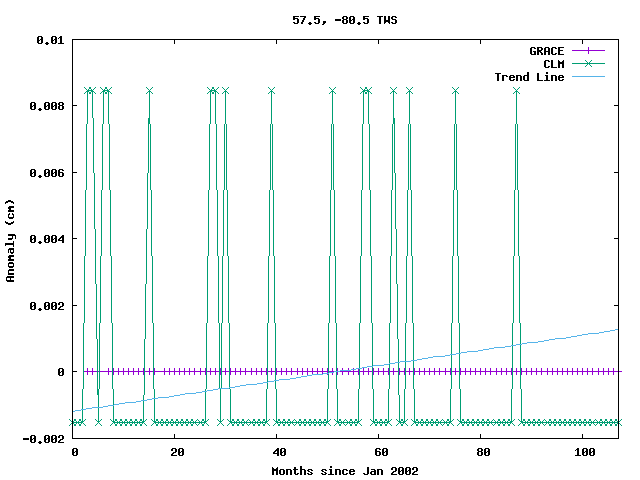 57.5, -80.5 TWS
GRACE
CLM
Trend Line
0.01
0.008
0.006
0.004
0.002
0
-0.002
Anomaly (cm)
0 20 40 60 80 100
Months since Jan 2002